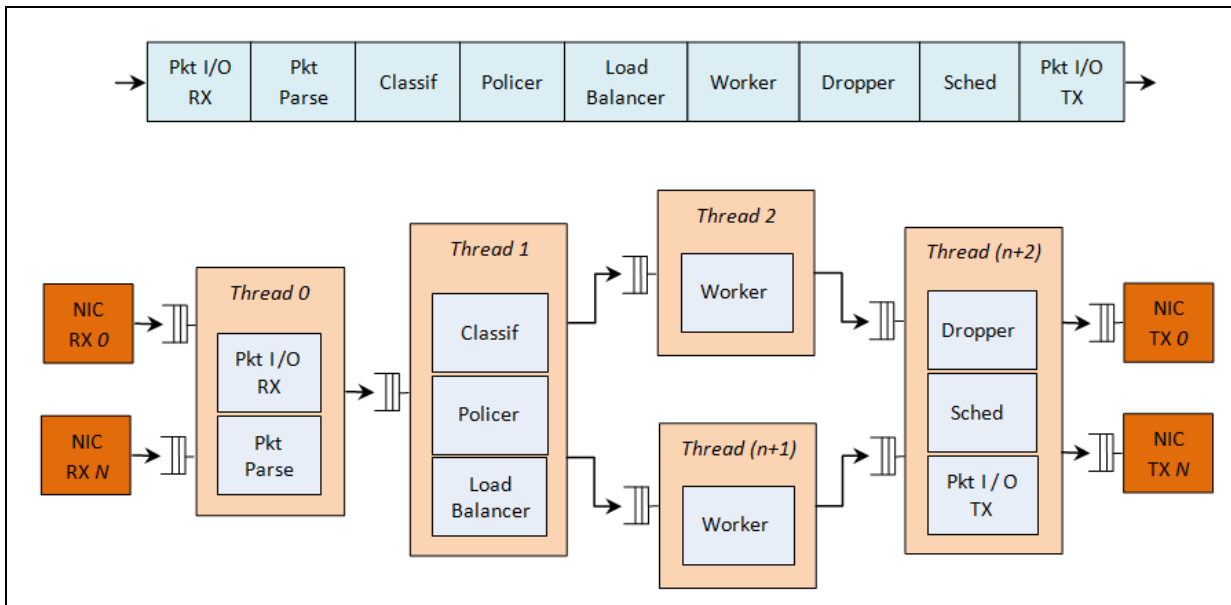 Pkt I/O
RX
Pkt
Parse
Classif
Policer
Load
Balancer
Worker
Dropper
Sched
Pkt I/O
TX
NIC
RX 0
NIC
RX N
Thread 0
Pkt I/O
RX
Pkt
Parse
Thread 1
Classif
Policer
Load
Balancer
Thread 2
Worker
Thread (n+1)
Worker
Thread (n+2)
Dropper
Sched
Pkt I / O
TX
NIC
TX 0
NIC
TX N